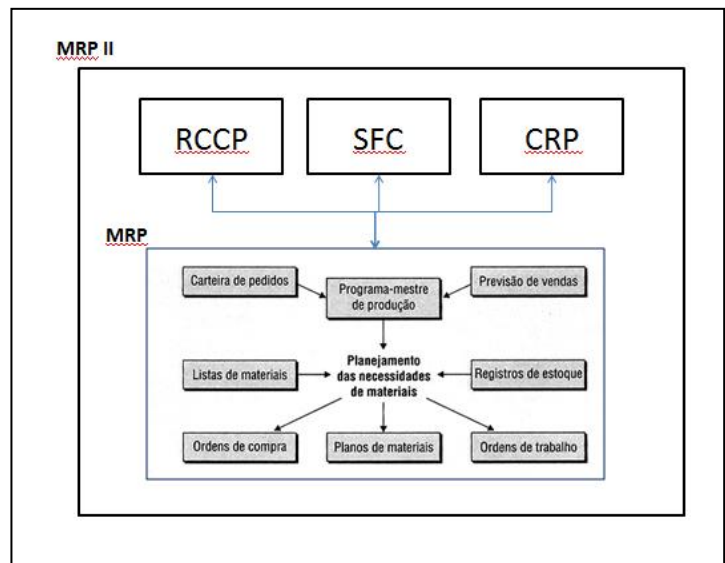 MRP II
RCCP
SFC
CRP
MRP
Carteira de pedidos
Programa-mestre
de produção
Previsão de vendas
Listas de materiais
Planejamento
das necessidades
de materiais
Registros de estoque
Ordens de compra
Planos de materiais
Ordens de trabalho